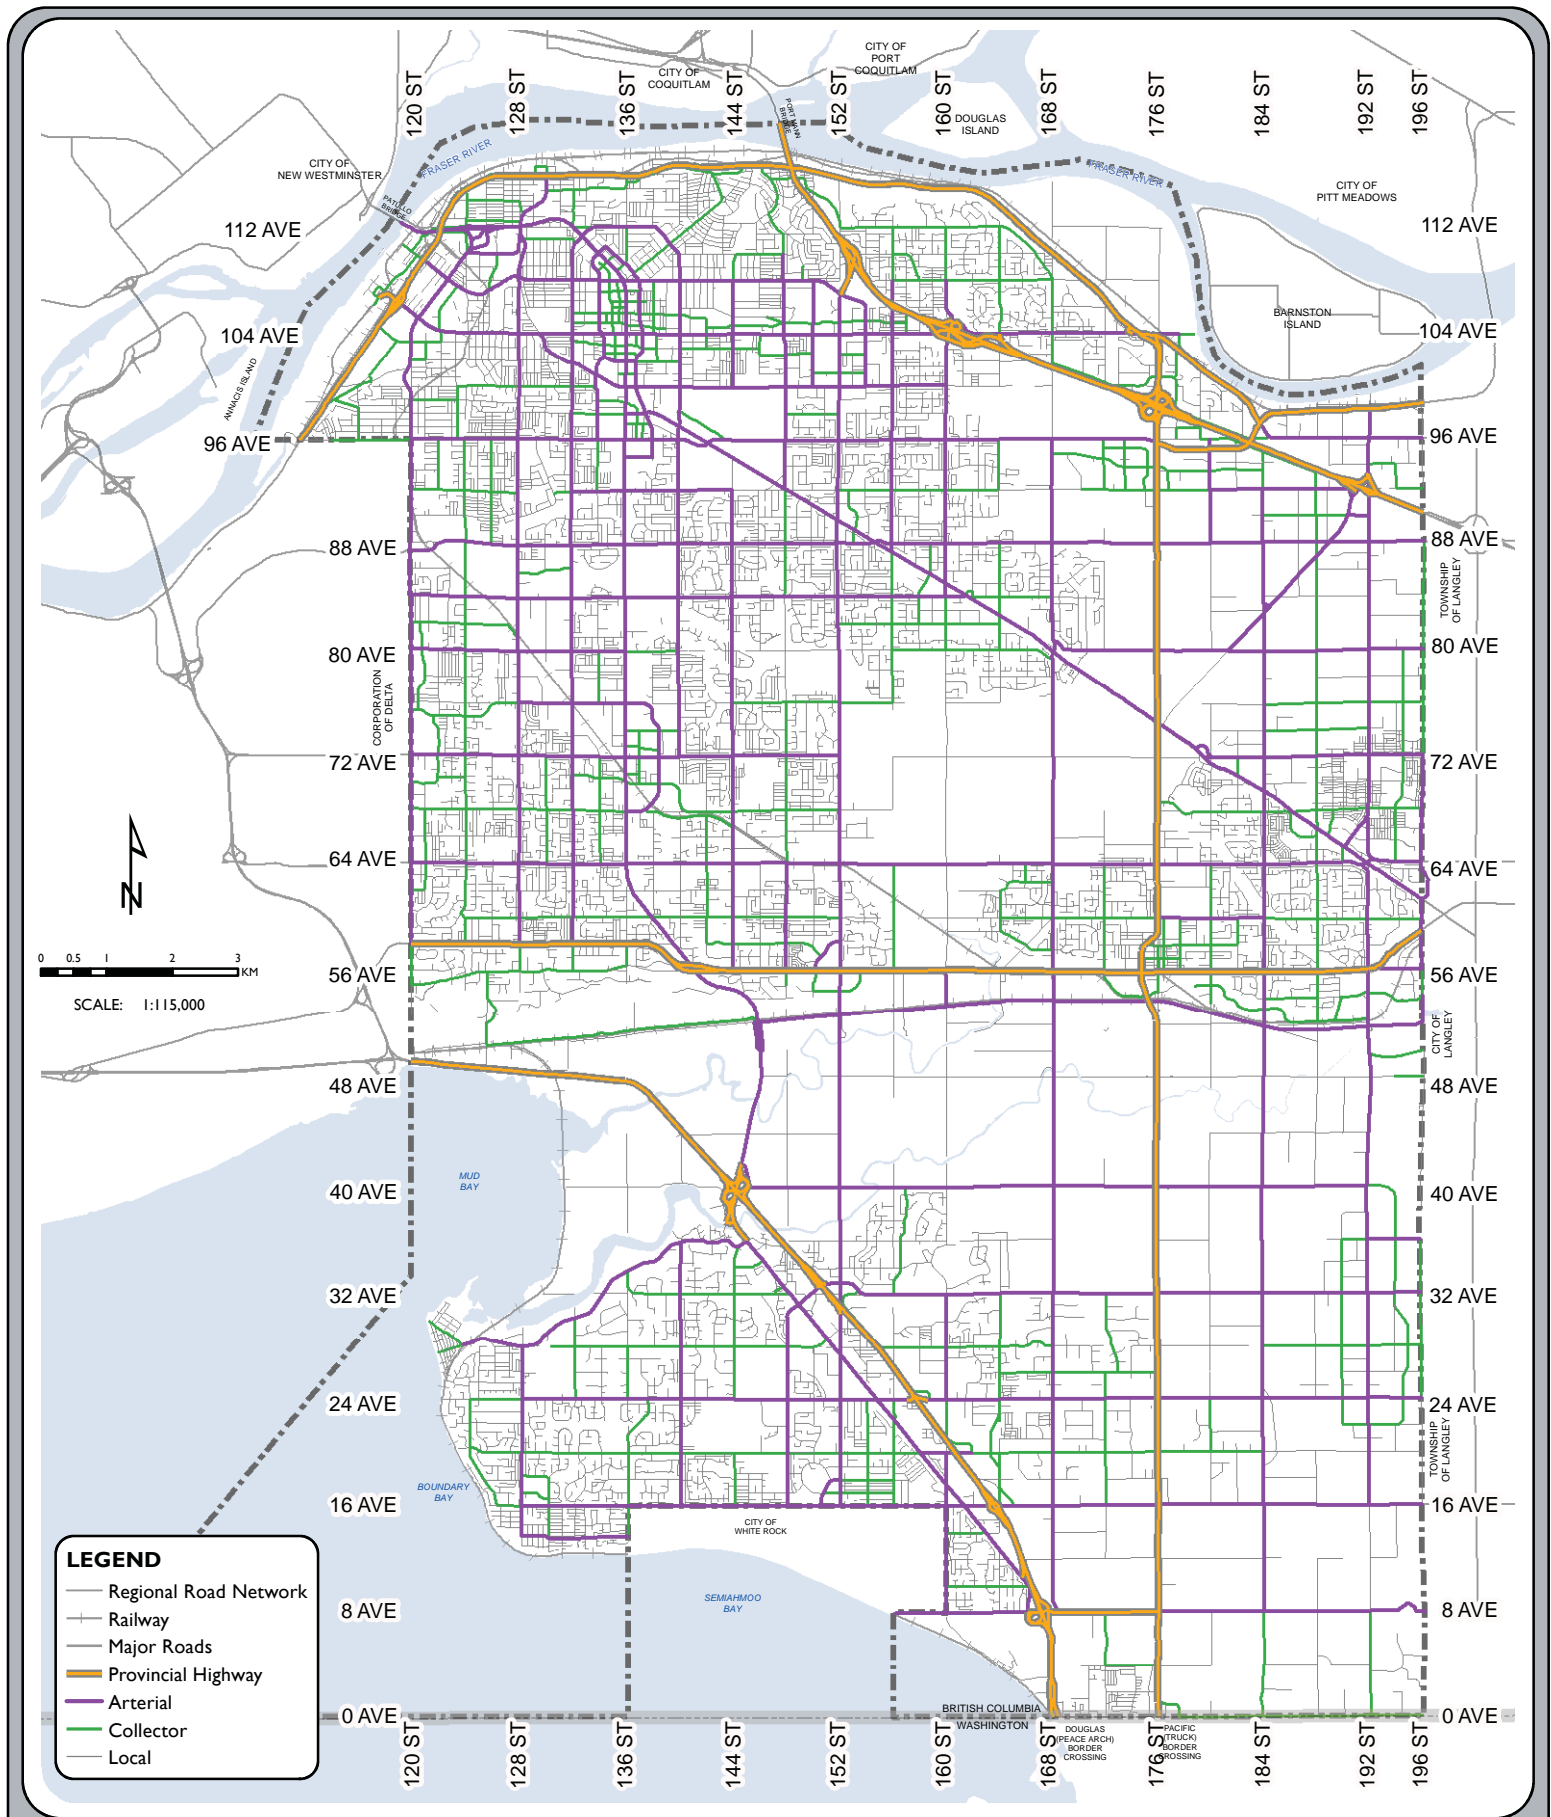 CITY OF
PORT
COQUITLAM
CITY OF
COQUITLAM
120 ST
128 ST
136 ST
144 ST
152 ST
160 ST
168 ST
176 ST
184 ST
192 ST
196 ST
PORT MANN
BRIDGE
DOUGLAS
ISLAND
FRASER RIVER
FRASER RIVER
CITY OF
NEW WESTMINSTER
CITY OF
PITT MEADOWS
PATULLO
BRIDGE
112 AVE
112 AVE
BARNSTON
ISLAND
104 AVE
104 AVE
ANNACIS ISLAND
96 AVE
96 AVE
88 AVE
88 AVE
TOWNSHIP
OF LANGLEY
80 AVE
80 AVE
CORPORATION
OF DELTA
72 AVE
72 AVE
64 AVE
64 AVE
N
0 0.5 1 2 3
KM
SCALE: 1:115,000
56 AVE
56 AVE
CITY OF
LANGLEY
48 AVE
48 AVE
MUD
BAY
40 AVE
40 AVE
32 AVE
32 AVE
24 AVE
24 AVE
TOWNSHIP
OF LANGLEY
BOUNDARY
BAY
16 AVE
16 AVE
CITY OF
WHITE ROCK
SEMIAHMOO
BAY
8 AVE
8 AVE
LEGEND
Regional Road Network
Railway
Major Roads
Provincial Highway
Arterial
Collector
Local
0 AVE
0 AVE
BRITISH COLUMBIA
WASHINGTON
120 ST
128 ST
136 ST
144 ST
152 ST
160 ST
168 ST
DOUGLAS
(PEACE ARCH)
BORDER
CROSSING
176 ST
PACIFIC
(TRUCK)
BORDER
CROSSING
184 ST
192 ST
196 ST